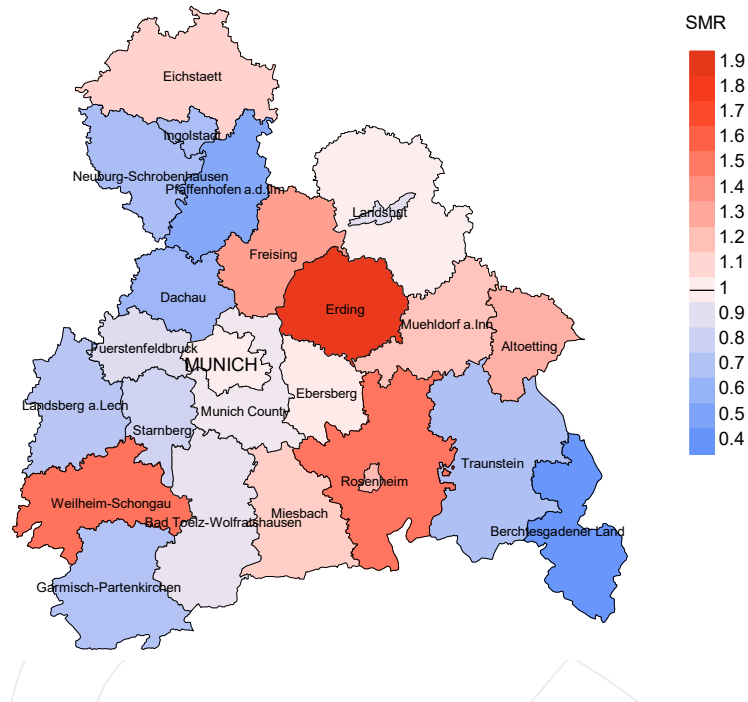 SMR
1.9
1.8
1.7
1.6
1.5
1.4
1.3
1.2
1.1
1
0.9
0.8
0.7
0.6
0.5
0.4
Eichstaett
Ingolstadt
Neuburg-Schrobenhausen
Pfaffenhofen a.d.Ilm
Landshut
Freising
Dachau
Erding
Muehldorf a.Inn
Altoetting
Fuerstenfeldbruck
MUNICH
Ebersberg
Landsberg a.Lech
Munich County
Starnberg
Traunstein
Rosenheim
Weilheim-Schongau
Miesbach
Bad Toelz-Wolfratshausen
Berchtesgadener Land
Garmisch-Partenkirchen